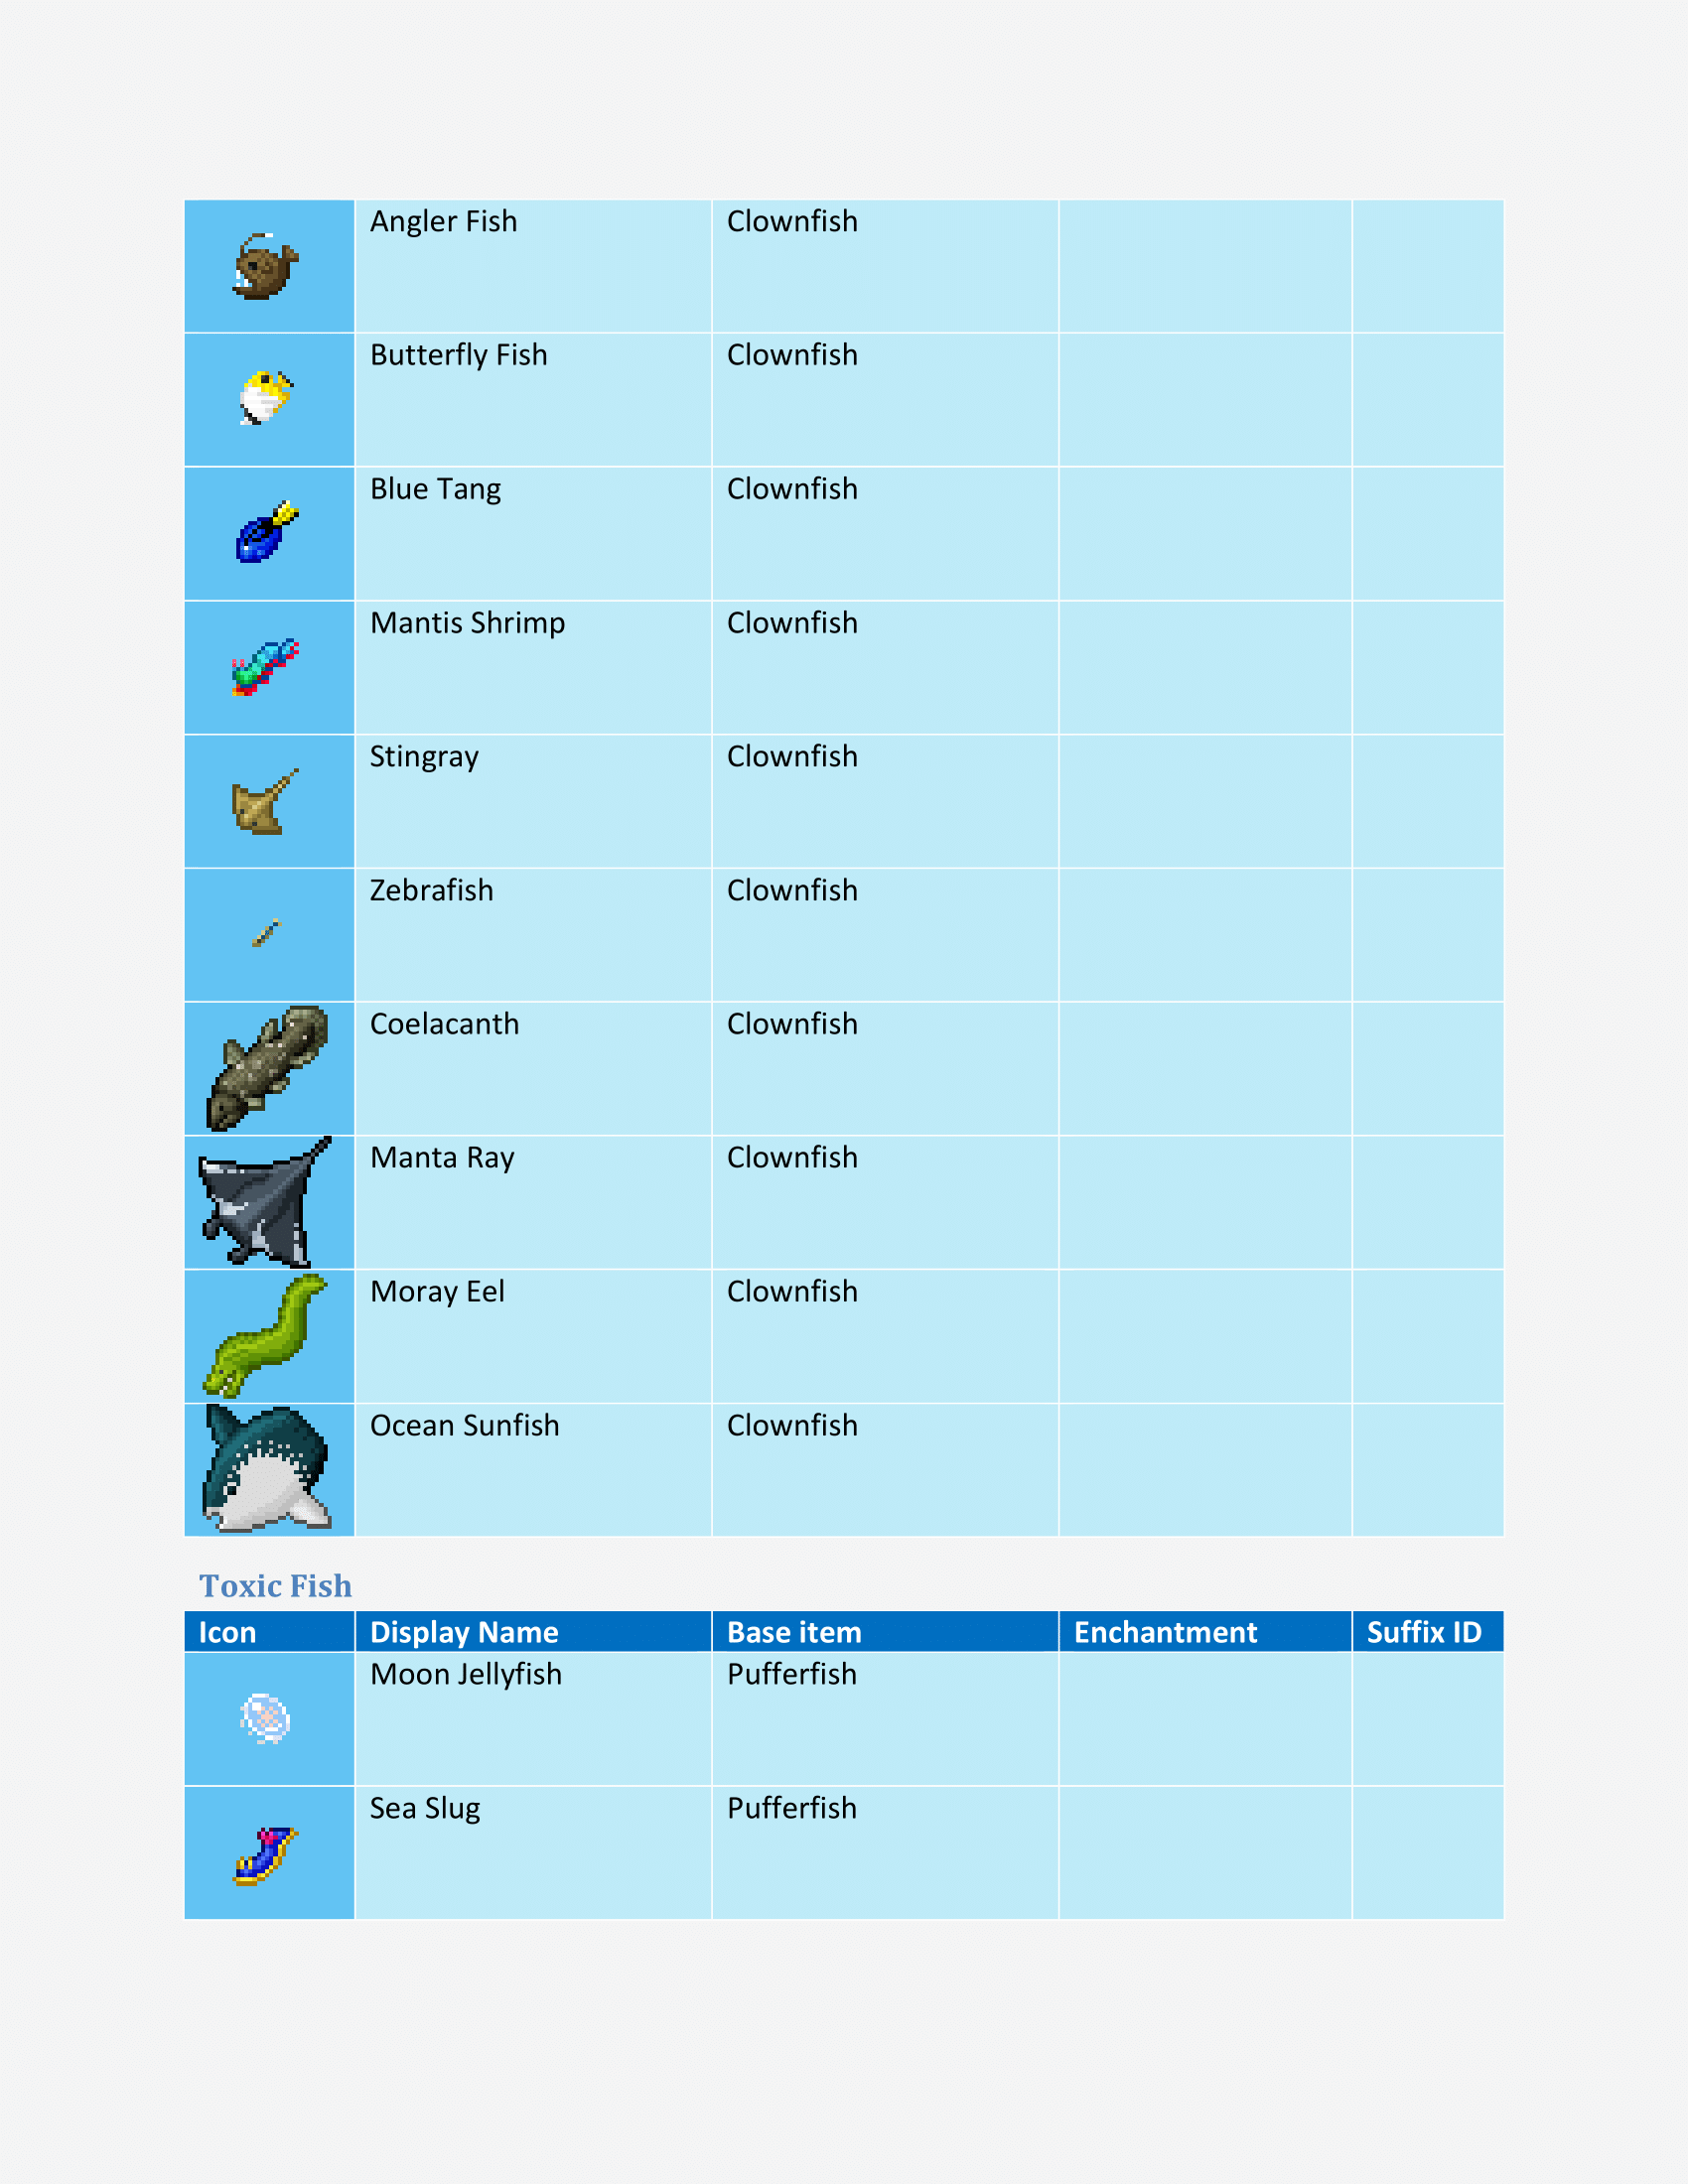 Angler Fish Clownfish
Butterfly Fish Clownfish
Blue Tang Clownfish
Mantis Shrimp Clownfish
Stingray Clownfish
Zebrafish Clownfish
Coelacanth Clownfish
Manta Ray Clownfish
Moray Eel Clownfish
Ocean Sunfish Clownfish
Toxic Fish
Icon Display Name Base item Enchantment Suffix ID
Moon Jellyfish Pufferfish
Sea Slug Pufferfish